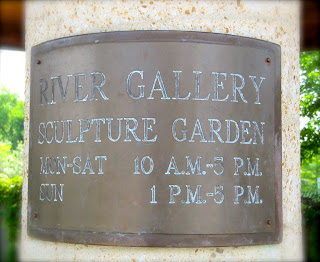 RIVER GALLERY
SCULPTURE GARDEN
MON-SAT 10 A.M.-5 P.M.
SUN 1 P.M.-5 P.M.